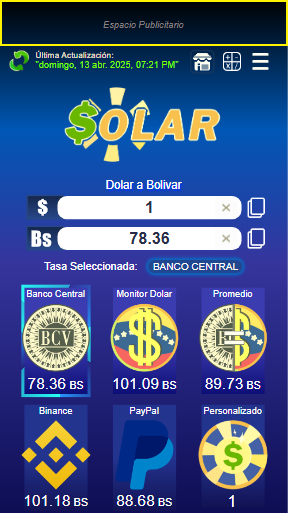 Espacio Publicitario
Última Actualización:
"domingo, 13 abr. 2025, 07:21 PM"
$OLAR
Dolar a Bolivar
$ 1 ×
Bs 78.36 ×
Tasa Seleccionada: BANCO CENTRAL
Banco Central Monitor Dolar Promedio
BCV $ B $
78.36 BS 101.09 BS 89.73 BS
Binance PayPal Personalizado
$
101.18 BS 88.68 BS 1